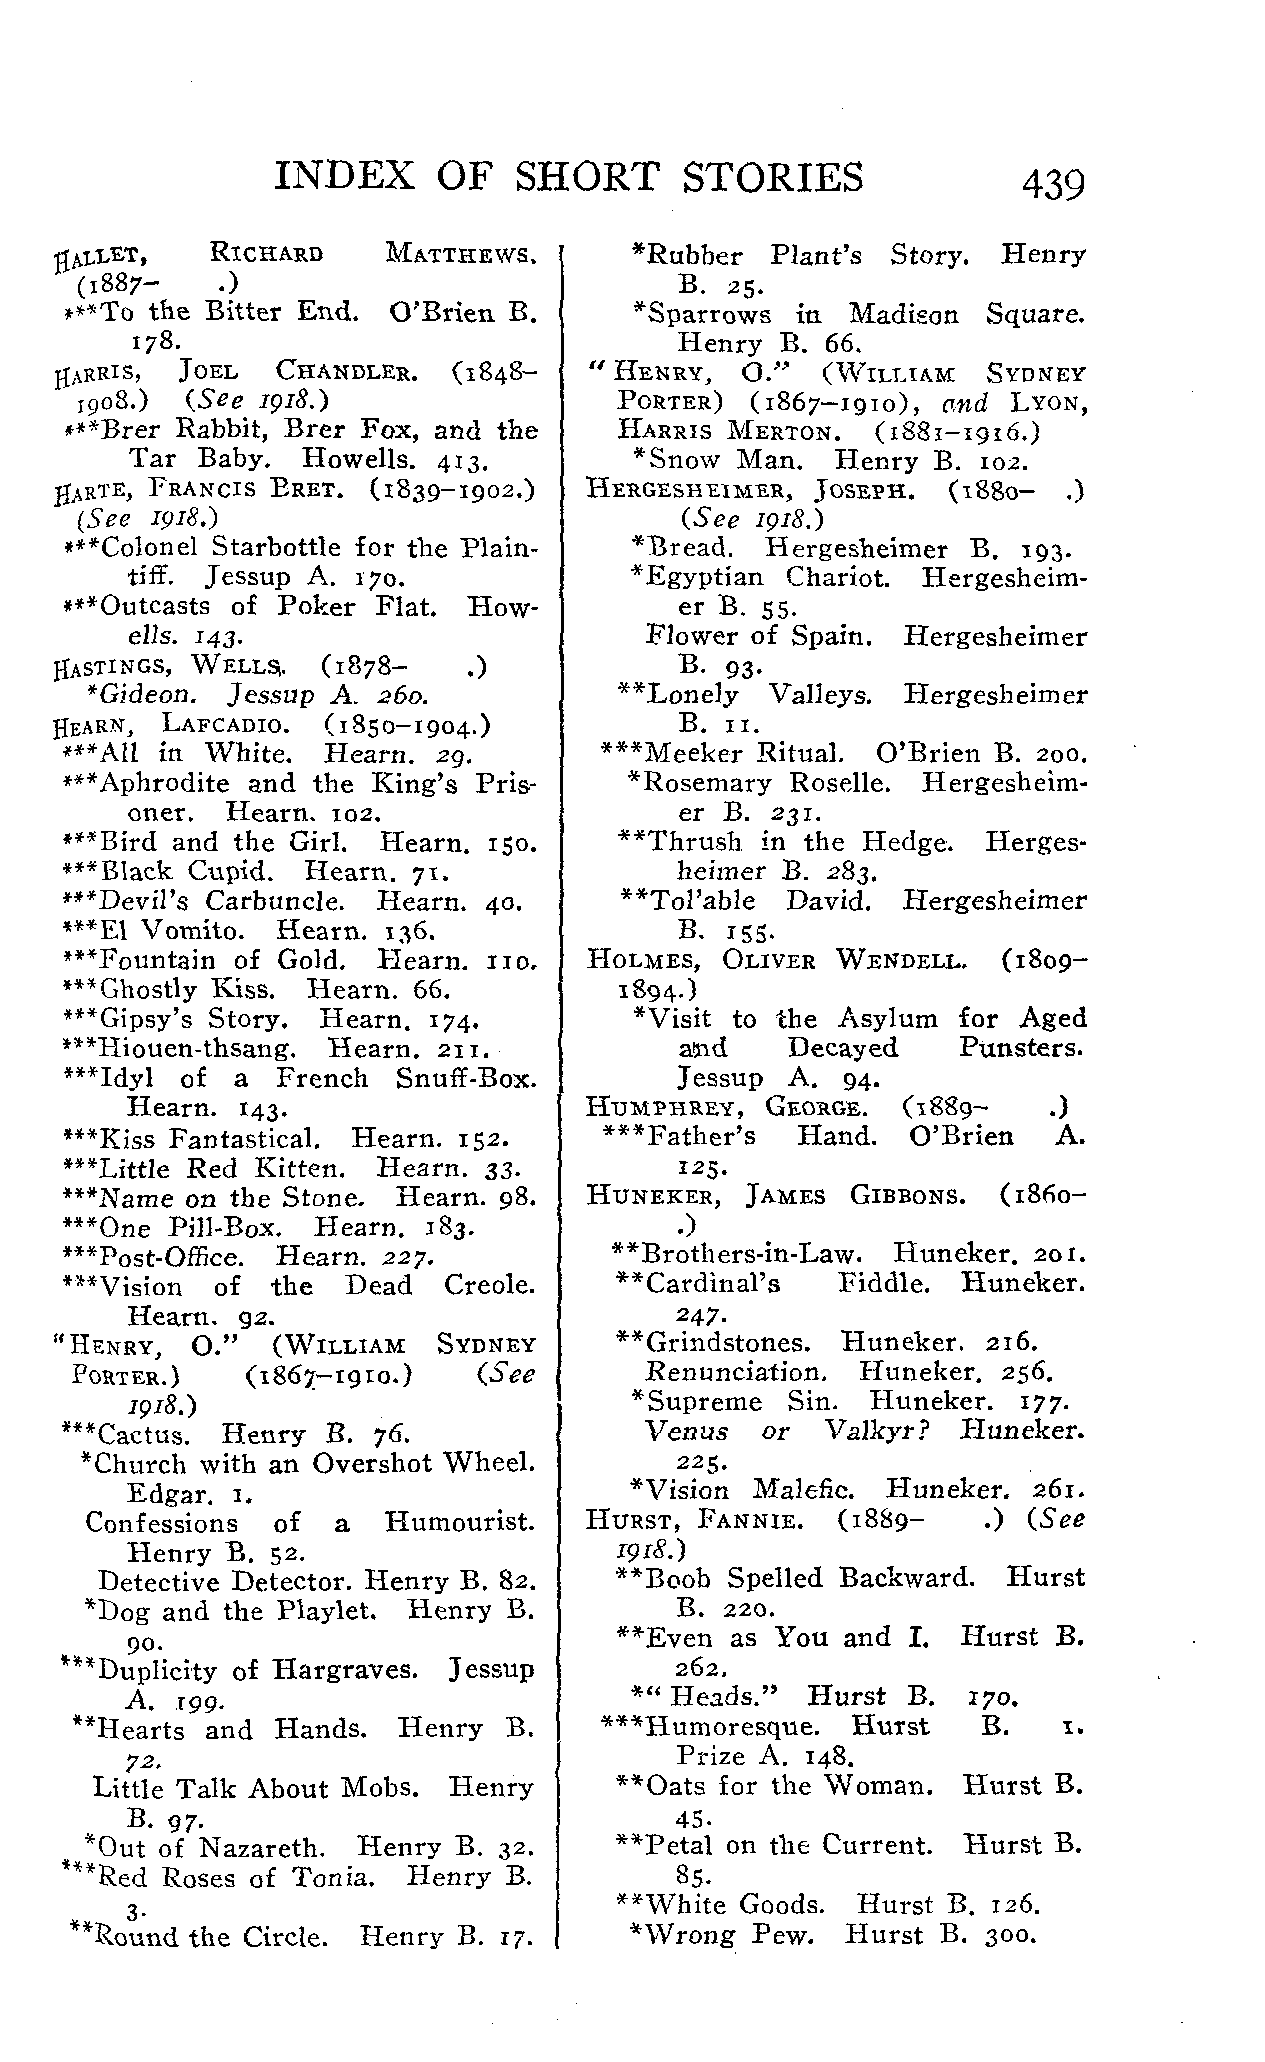 INDEX OF SHORT STORIES 439
HALLET, RICHARD MATTHEWS.
(1887- .)
***To the Bitter End. O'Brien B.
178.
HARRIS, JOEL CHANDLER. (1848-
1908.) (See 1918.)
***Brer Rabbit, Brer Fox, and the
Tar Baby. Howells. 413.
HARTE, FRANCIS BRET. (1839-1902.)
(See 1918.)
***Colonel Starbottle for the Plain-
tiff. Jessup A. 170.
***Outcasts of Poker Flat. How-
ells. 143.
HASTINGS, WELLS. (1878- .)
*Gideon. Jessup A. 260.
HEARN, LAFCADIO. (1850-1904.)
***All in White. Hearn. 29.
***Aphrodite and the King's Pris-
oner. Hearn. 102.
***Bird and the Girl. Hearn. 150.
***Black Cupid. Hearn. 71.
***Devil's Carbuncle. Hearn. 40.
***El Vomito. Hearn. 136.
***Fountain of Gold. Hearn. 110.
***Ghostly Kiss. Hearn. 66.
***Gipsy's Story. Hearn. 174.
***Hiouen-thsang. Hearn. 211.
***Idyl of a French Snuff-Box.
Hearn. 143.
***Kiss Fantastical. Hearn. 152.
***Little Red Kitten. Hearn. 33.
***Name on the Stone. Hearn. 98.
***One Pill-Box. Hearn. 183.
***Post-Office. Hearn. 227.
***Vision of the Dead Creole.
Hearn. 92.
"HENRY, O." (WILLIAM SYDNEY
PORTER.) (1867-1910.) (See
1918.)
***Cactus. Henry B. 76.
*Church with an Overshot Wheel.
Edgar. 1.
Confessions of a Humourist.
Henry B. 52.
Detective Detector. Henry B. 82.
*Dog and the Playlet. Henry B.
90.
***Duplicity of Hargraves. Jessup
A. 199.
**Hearts and Hands. Henry B.
72.
Little Talk About Mobs. Henry
B. 97.
*Out of Nazareth. Henry B. 32.
***Red Roses of Tonia. Henry B.
3.
**Round the Circle. Henry B. 17.
*Rubber Plant's Story. Henry
B. 25.
*Sparrows in Madison Square.
Henry B. 66.
"HENRY, O." (WILLIAM SYDNEY
PORTER) (1867-1910), and LYON,
HARRIS MERTON. (1881-1916.)
*Snow Man. Henry B. 102.
HERGESHEIMER, JOSEPH. (1880- .)
(See 1918.)
*Bread. Hergesheimer B. 193.
*Egyptian Chariot. Hergesheim-
er B. 55.
Flower of Spain. Hergesheimer
B. 93.
**Lonely Valleys. Hergesheimer
B. 11.
***Meeker Ritual. O'Brien B. 200.
*Rosemary Roselle. Hergesheim-
er B. 231.
**Thrush in the Hedge. Herges-
heimer B. 283.
**Tol'able David. Hergesheimer
B. 155.
HOLMES, OLIVER WENDELL. (1809-
1894.)
*Visit to the Asylum for Aged
and Decayed Punsters.
Jessup A. 94.
HUMPHREY, GEORGE. (1889- .)
***Father's Hand. O'Brien A.
125.
HUNEKER, JAMES GIBBONS. (1860-
.)
**Brothers-in-Law. Huneker. 201.
**Cardinal's Fiddle. Huneker.
247.
**Grindstones. Huneker. 216.
Renunciation. Huneker. 256.
*Supreme Sin. Huneker. 177.
Venus or Valkyr? Huneker.
225.
*Vision Malefic. Huneker. 261.
HURST, FANNIE. (1889- .) (See
1918.)
**Boob Spelled Backward. Hurst
B. 220.
**Even as You and I. Hurst B.
262.
*"Heads." Hurst B. 170.
***Humoresque. Hurst B. 1.
Prize A. 148.
**Oats for the Woman. Hurst B.
45.
**Petal on the Current. Hurst B.
85.
**White Goods. Hurst B. 126.
*Wrong Pew. Hurst B. 300.